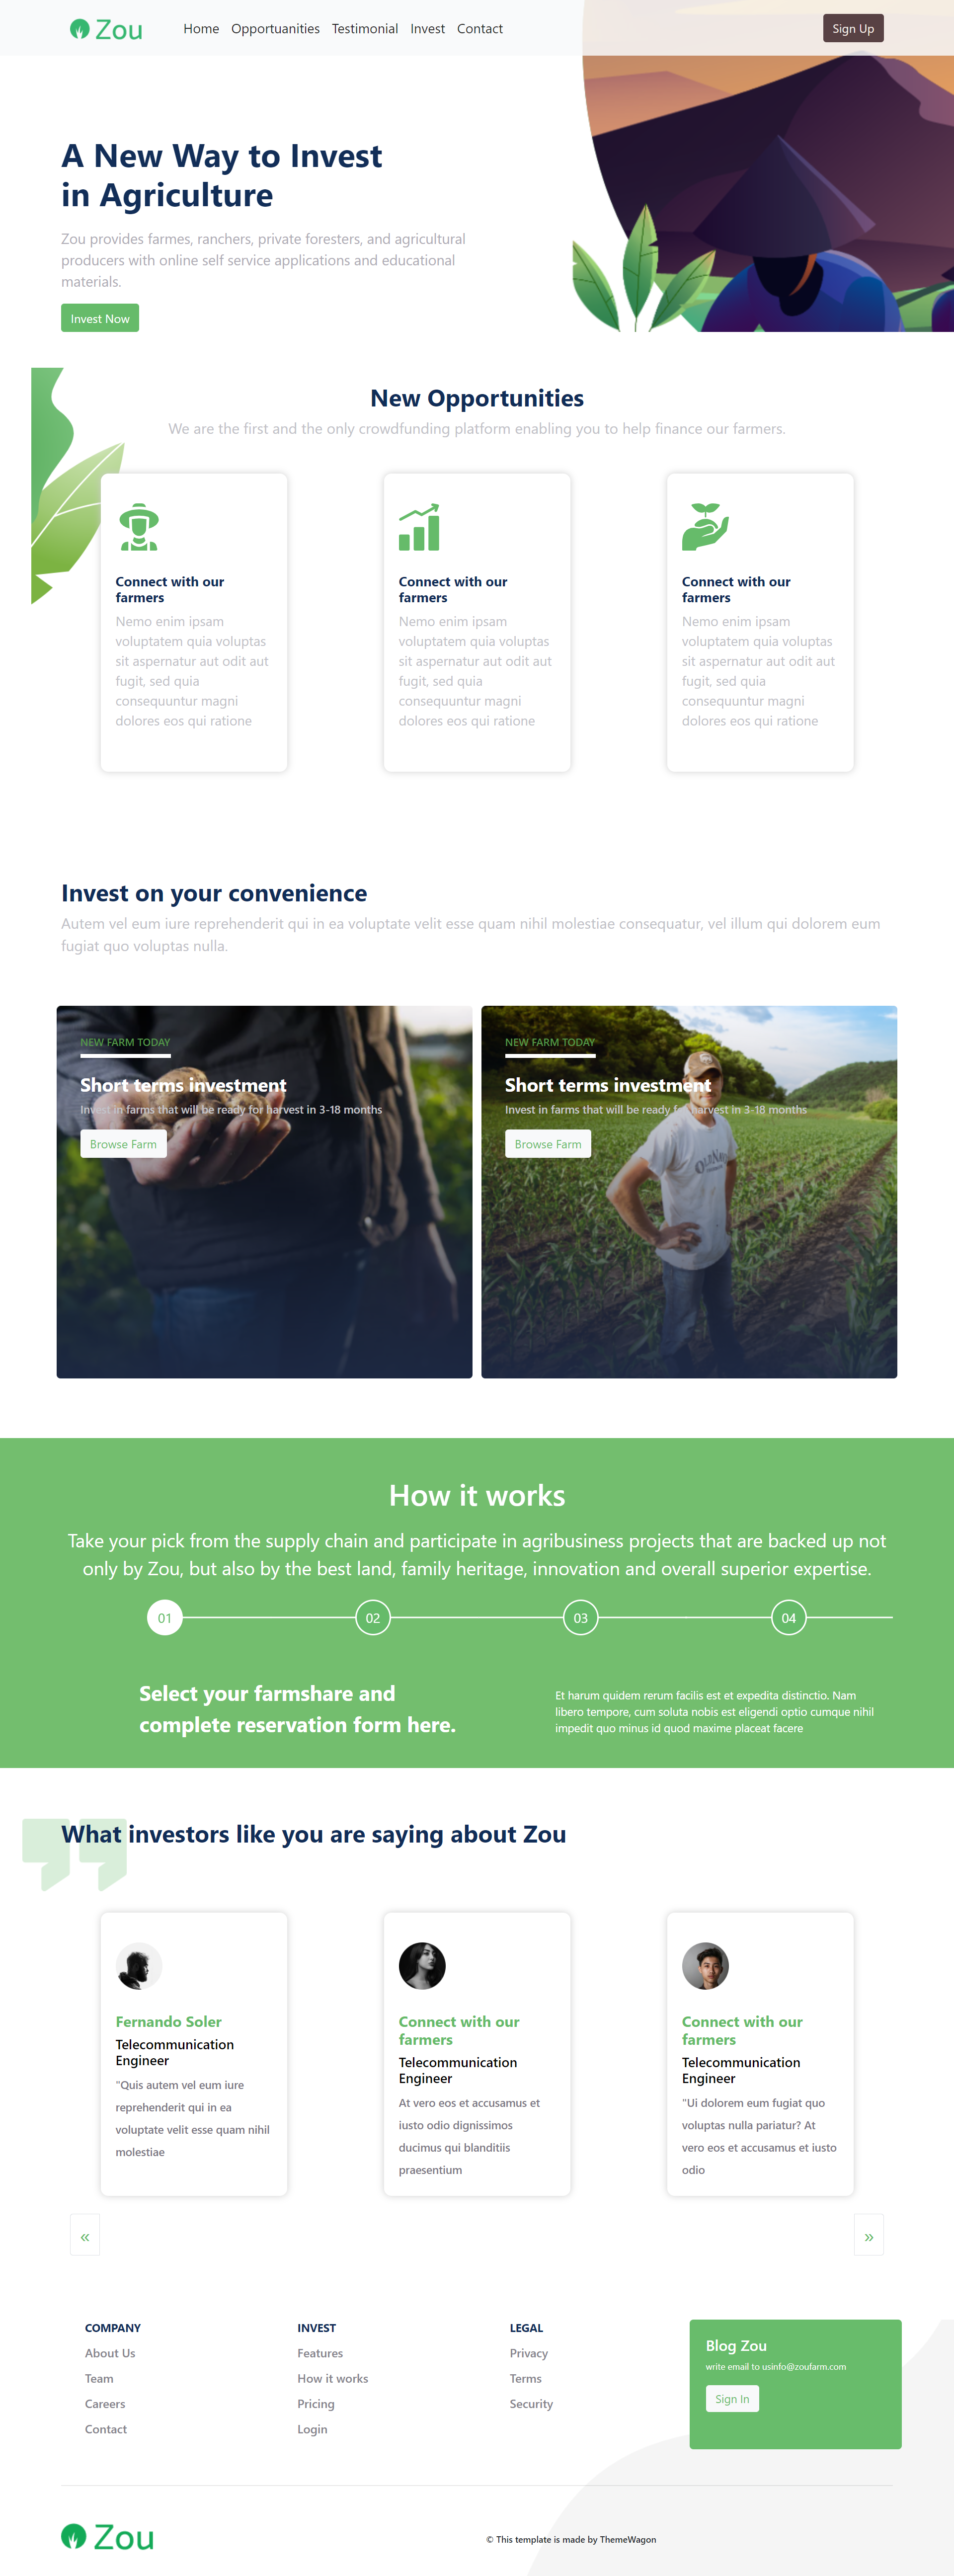 Zou
Home Opportuanities Testimonial Invest Contact
Sign Up
A New Way to Invest
in Agriculture
Zou provides farmes, ranchers, private foresters, and agricultural
producers with online self service applications and educational
materials.
Invest Now
New Opportunities
We are the first and the only crowdfunding platform enabling you to help finance our farmers.
Connect with our
farmers
Nemo enim ipsam
voluptatem quia voluptas
sit aspernatur aut odit aut
fugit, sed quia
consequuntur magni
dolores eos qui ratione
Connect with our
farmers
Nemo enim ipsam
voluptatem quia voluptas
sit aspernatur aut odit aut
fugit, sed quia
consequuntur magni
dolores eos qui ratione
Connect with our
farmers
Nemo enim ipsam
voluptatem quia voluptas
sit aspernatur aut odit aut
fugit, sed quia
consequuntur magni
dolores eos qui ratione
Invest on your convenience
Autem vel eum iure reprehenderit qui in ea voluptate velit esse quam nihil molestiae consequatur, vel illum qui dolorem eum
fugiat quo voluptas nulla.
NEW FARM TODAY
Short terms investment
Invest in farms that will be ready for harvest in 3-18 months
Browse Farm
NEW FARM TODAY
Short terms investment
Invest in farms that will be ready for harvest in 3-18 months
Browse Farm
How it works
Take your pick from the supply chain and participate in agribusiness projects that are backed up not
only by Zou, but also by the best land, family heritage, innovation and overall superior expertise.
01 02 03 04
Select your farmshare and
complete reservation form here.
Et harum quidem rerum facilis est et expedita distinctio. Nam
libero tempore, cum soluta nobis est eligendi optio cumque nihil
impedit quo minus id quod maxime placeat facere
What investors like you are saying about Zou
Fernando Soler
Telecommunication
Engineer
"Quis autem vel eum iure
reprehenderit qui in ea
voluptate velit esse quam nihil
molestiae
Connect with our
farmers
Telecommunication
Engineer
At vero eos et accusamus et
iusto odio dignissimos
ducimus qui blanditiis
praesentium
Connect with our
farmers
Telecommunication
Engineer
"Ui dolorem eum fugiat quo
voluptas nulla pariatur? At
vero eos et accusamus et iusto
odio
« »
COMPANY
About Us
Team
Careers
Contact
INVEST
Features
How it works
Pricing
Login
LEGAL
Privacy
Terms
Security
Blog Zou
write email to usinfo@zoufarm.com
Sign In
Zou
© This template is made by ThemeWagon